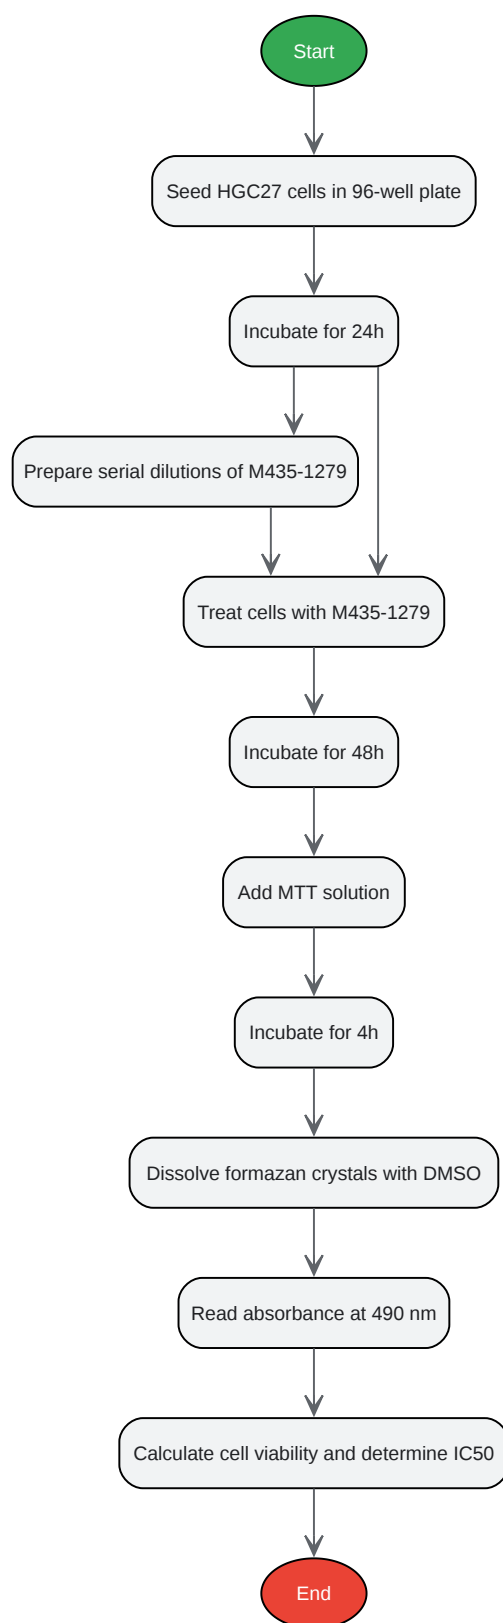 Start
Seed HGC27 cells in 96-well plate
Incubate for 24h
Prepare serial dilutions of M435-1279
Treat cells with M435-1279
Incubate for 48h
Add MTT solution
Incubate for 4h
Dissolve formazan crystals with DMSO
Read absorbance at 490 nm
Calculate cell viability and determine IC50
End